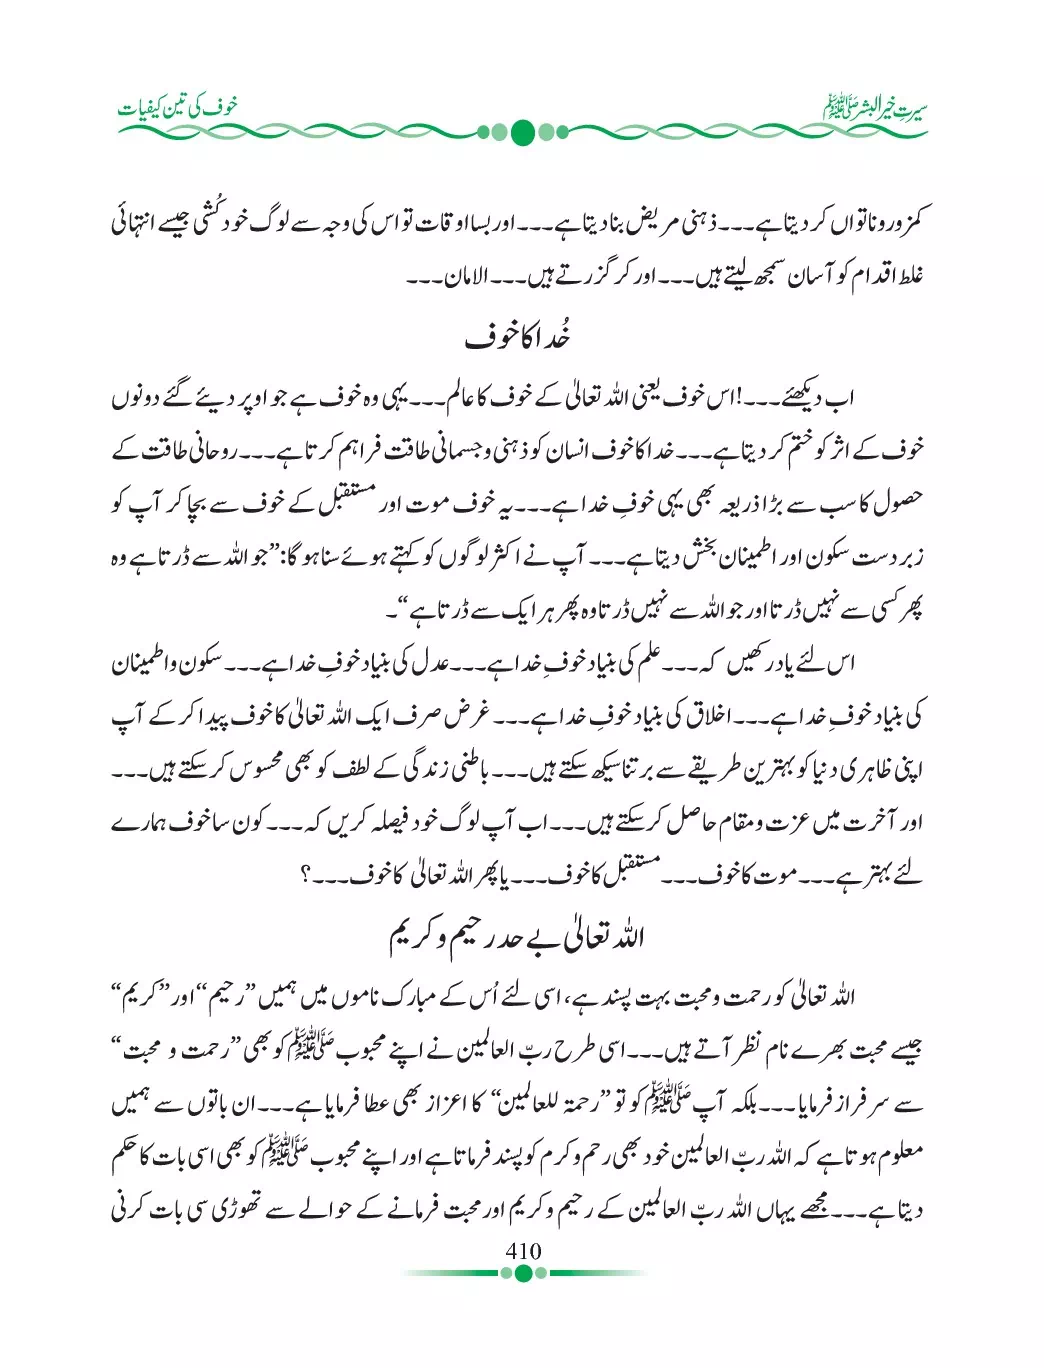 سیرتِ خیر البشر ﷺ
خوف کی تین کیفیات
کمزور و ناتواں کر دیتا ہے۔۔۔ ذہنی مریض بنا دیتا ہے۔۔۔ اور بسا اوقات تو اس کی وجہ سے لوگ خود کُشی جیسے انتہائی
غلط اقدام کو آسان سمجھ لیتے ہیں۔۔۔ اور کر گزرتے ہیں۔۔۔ الامان۔۔۔
خُدا کا خوف
اب دیکھئے۔۔۔! اس خوف یعنی اللہ تعالیٰ کے خوف کا عالم۔۔۔ یہی وہ خوف ہے جو اوپر دیئے گئے دونوں
خوف کے اثر کو ختم کر دیتا ہے۔۔۔ خدا کا خوف انسان کو ذہنی و جسمانی طاقت فراہم کرتا ہے۔۔۔ روحانی طاقت کے
حصول کا سب سے بڑا ذریعہ بھی یہی خوفِ خدا ہے۔۔۔ یہ خوف موت اور مستقبل کے خوف سے بچا کر آپ کو
زبردست سکون اور اطمینان بخش دیتا ہے۔۔۔ آپ نے اکثر لوگوں کو کہتے ہوئے سنا ہو گا: ”جو اللہ سے ڈرتا ہے وہ
پھر کسی سے نہیں ڈرتا اور جو اللہ سے نہیں ڈرتا وہ پھر ہر ایک سے ڈرتا ہے“۔
اس لئے یاد رکھیں کہ۔۔۔ علم کی بنیاد خوفِ خدا ہے۔۔۔ عدل کی بنیاد خوفِ خدا ہے۔۔۔ سکون و اطمینان
کی بنیاد خوفِ خدا ہے۔۔۔ اخلاق کی بنیاد خوفِ خدا ہے۔۔۔ غرض صرف ایک اللہ تعالیٰ کا خوف پیدا کر کے آپ
اپنی ظاہری دنیا کو بہترین طریقے سے برتنا سیکھ سکتے ہیں۔۔۔ باطنی زندگی کے لطف کو بھی محسوس کر سکتے ہیں۔۔۔
اور آخرت میں عزت و مقام حاصل کر سکتے ہیں۔۔۔ اب آپ لوگ خود فیصلہ کریں کہ۔۔۔ کون سا خوف ہمارے
لئے بہتر ہے۔۔۔ موت کا خوف۔۔۔ مستقبل کا خوف۔۔۔ یا پھر اللہ تعالیٰ کا خوف۔۔۔؟
اللہ تعالیٰ بے حد رحیم و کریم
اللہ تعالیٰ کو رحمت و محبت بہت پسند ہے، اسی لئے اُس کے مبارک ناموں میں ہمیں ”رحیم“ اور ”کریم“
جیسے محبت بھرے نام نظر آتے ہیں۔۔۔ اسی طرح ربّ العالمین نے اپنے محبوب ﷺ کو بھی ”رحمت و محبت“
سے سرفراز فرمایا۔۔۔ بلکہ آپ ﷺ کو تو ”رحمۃ للعالمین“ کا اعزاز بھی عطا فرمایا ہے۔۔۔ ان باتوں سے ہمیں
معلوم ہوتا ہے کہ اللہ ربّ العالمین خود بھی رحم و کرم کو پسند فرماتا ہے اور اپنے محبوب ﷺ کو بھی اسی بات کا حکم
دیتا ہے۔۔۔ مجھے یہاں اللہ ربّ العالمین کے رحیم و کریم اور محبت فرمانے کے حوالے سے تھوڑی سی بات کرنی
410